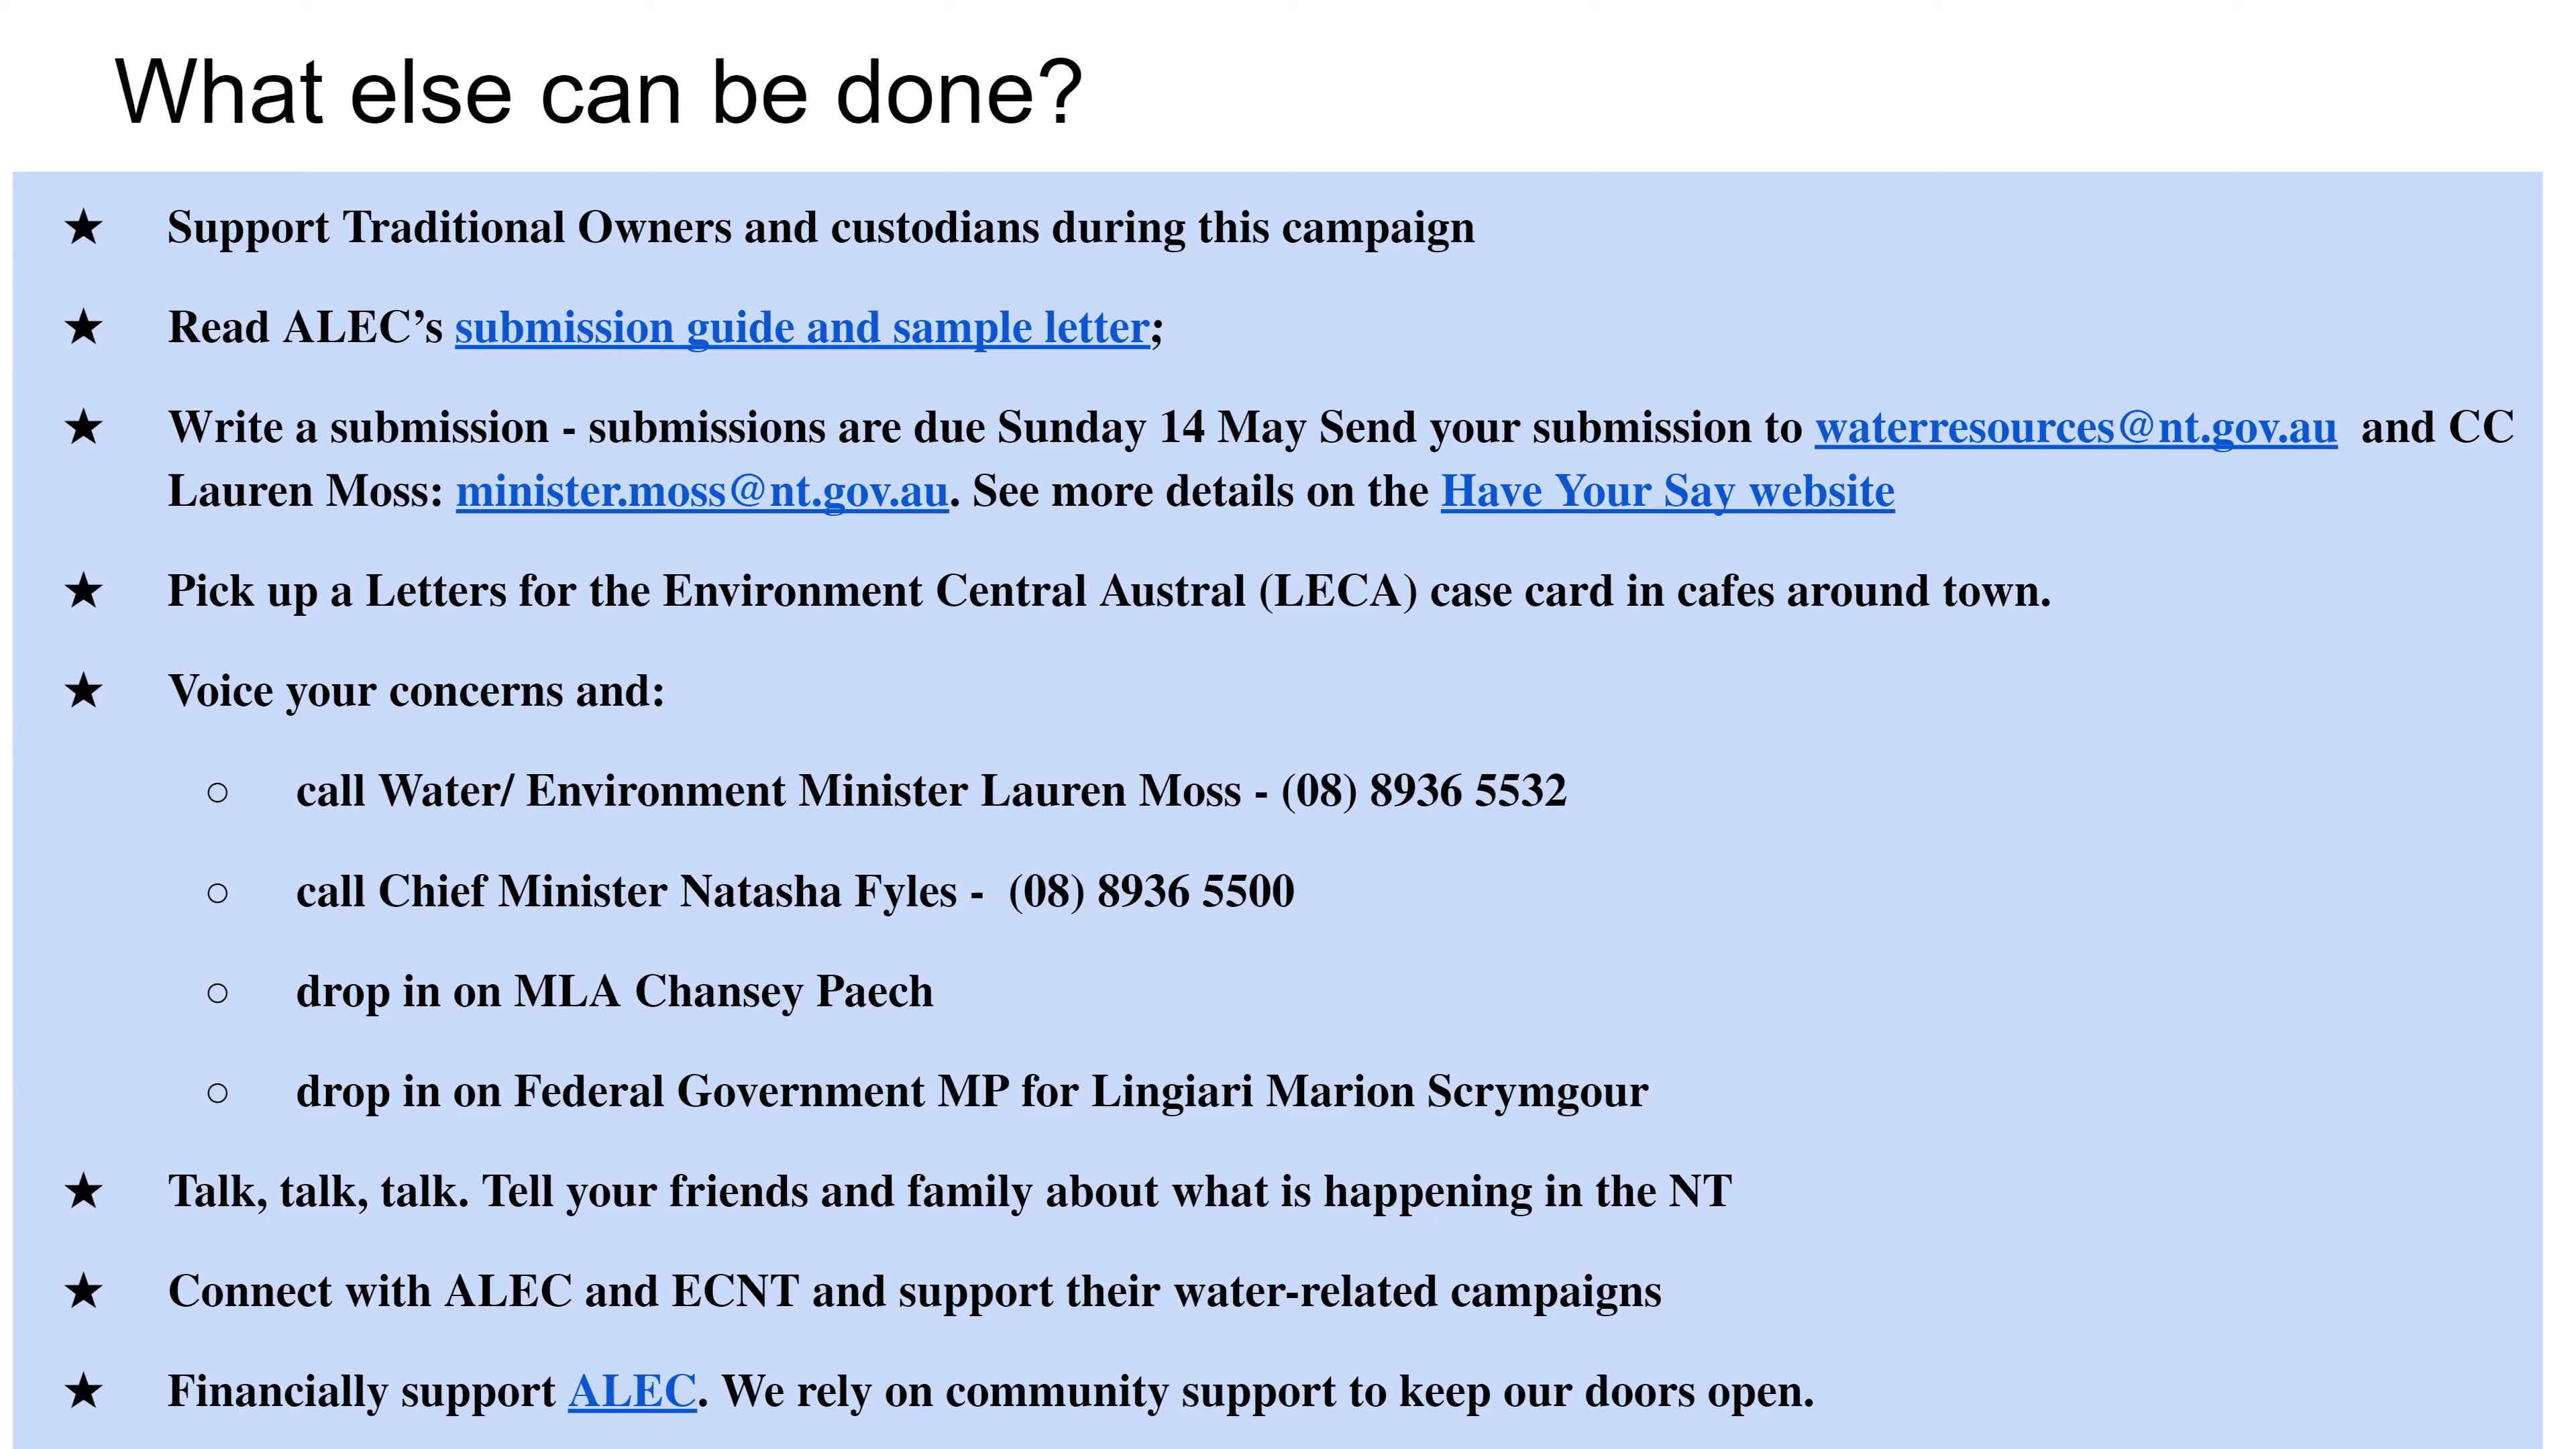 What else can be done?
★ Support Traditional Owners and custodians during this campaign
★ Read ALEC’s submission guide and sample letter;
★ Write a submission - submissions are due Sunday 14 May Send your submission to waterresources@nt.gov.au and CC
Lauren Moss: minister.moss@nt.gov.au. See more details on the Have Your Say website
★ Pick up a Letters for the Environment Central Austral (LECA) case card in cafes around town.
★ Voice your concerns and:
○ call Water/ Environment Minister Lauren Moss - (08) 8936 5532
○ call Chief Minister Natasha Fyles - (08) 8936 5500
○ drop in on MLA Chansey Paech
○ drop in on Federal Government MP for Lingiari Marion Scrymgour
★ Talk, talk, talk. Tell your friends and family about what is happening in the NT
★ Connect with ALEC and ECNT and support their water-related campaigns
★ Financially support ALEC. We rely on community support to keep our doors open.